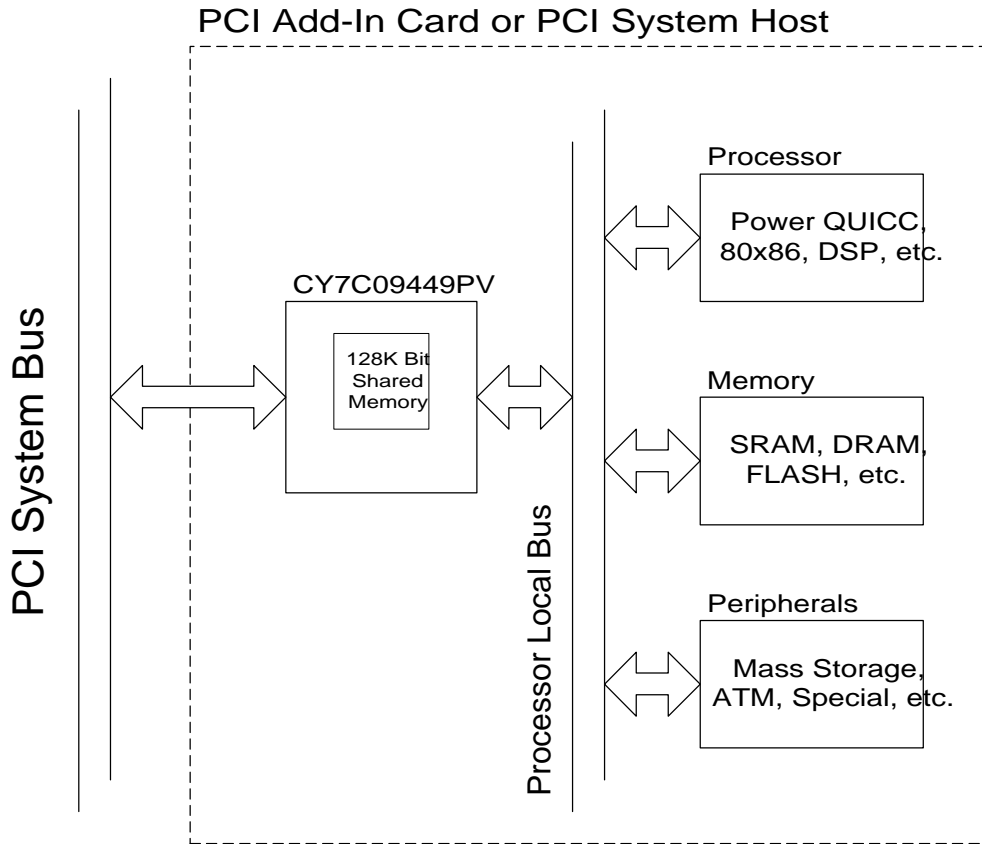 PCI Add-In Card or PCI System Host
PCI System Bus
CY7C09449PV
128K Bit
Shared
Memory
Processor Local Bus
Processor
Power QUICC,
80x86, DSP, etc.
Memory
SRAM, DRAM,
FLASH, etc.
Peripherals
Mass Storage,
ATM, Special, etc.